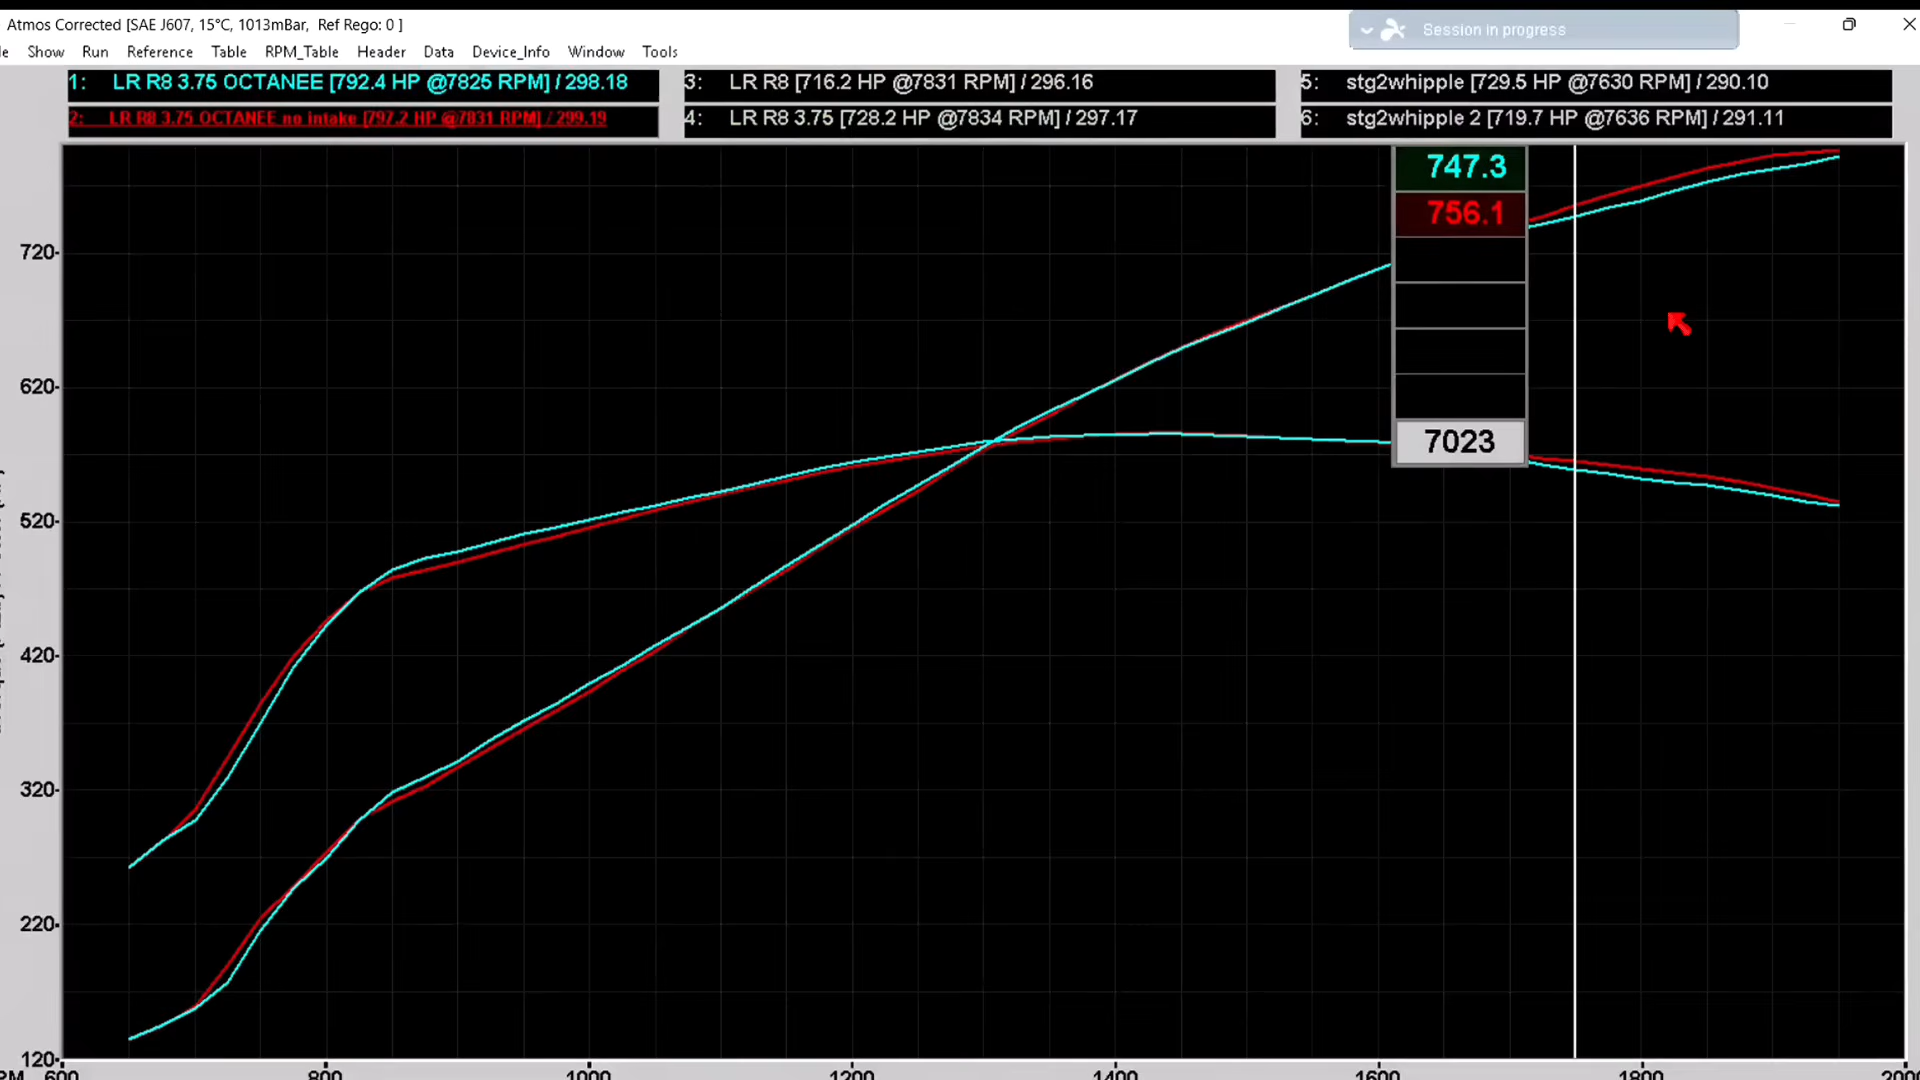 Atmos Corrected [SAE J607, 15°C, 1013mBar, Ref Rego: 0 ]
Session in progress
Show Run Reference Table RPM_Table Header Data Device_Info Window Tools
1: LR R8 3.75 OCTANEE [792.4 HP @7825 RPM] / 298.18
3: LR R8 [716.2 HP @7831 RPM] / 296.16
5: stg2whipple [729.5 HP @7630 RPM] / 290.10
2: LR R8 3.75 OCTANEE no intake [797.2 HP @7831 RPM] / 299.19
4: LR R8 3.75 [728.2 HP @7834 RPM] / 297.17
6: stg2whipple 2 [719.7 HP @7636 RPM] / 291.11
747.3
756.1
7023
720
620
520
420
320
220
120
600 800 1000 1200 1400 1600 1800 2000